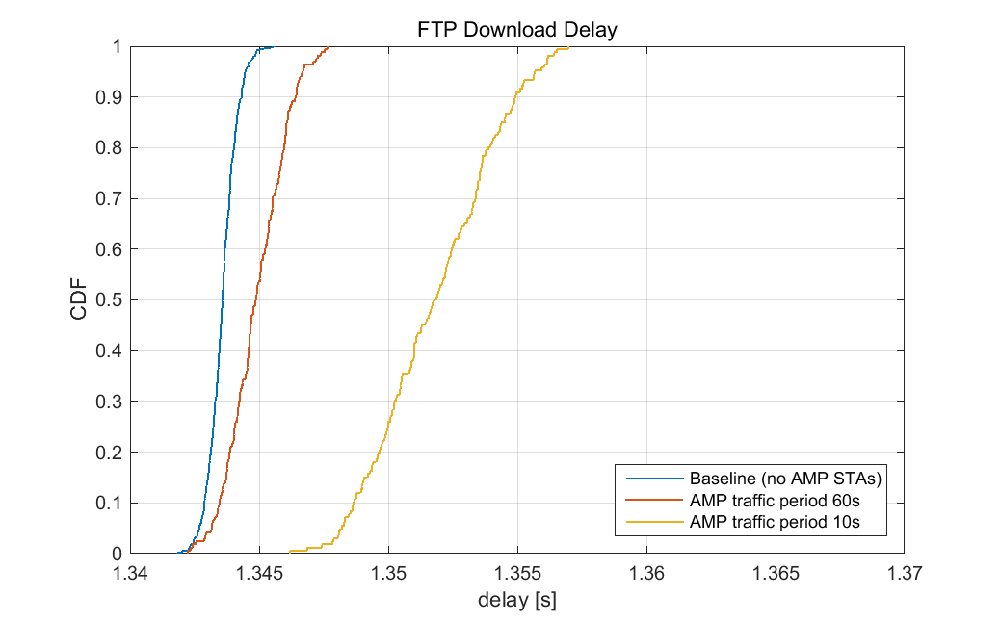 FTP Download Delay
1
0.9
0.8
0.7
0.6
0.5
0.4
0.3
0.2
0.1
0
CDF
1.34 1.345 1.35 1.355 1.36 1.365 1.37
delay [s]
Baseline (no AMP STAs)
AMP traffic period 60s
AMP traffic period 10s